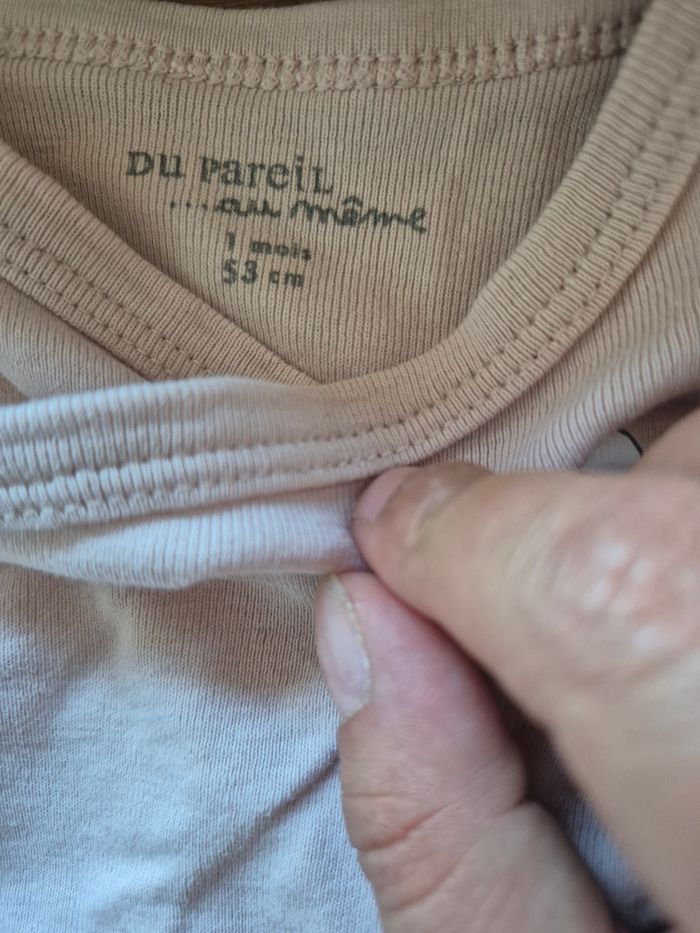 Du Pareil
...au même
1 mois
53 cm